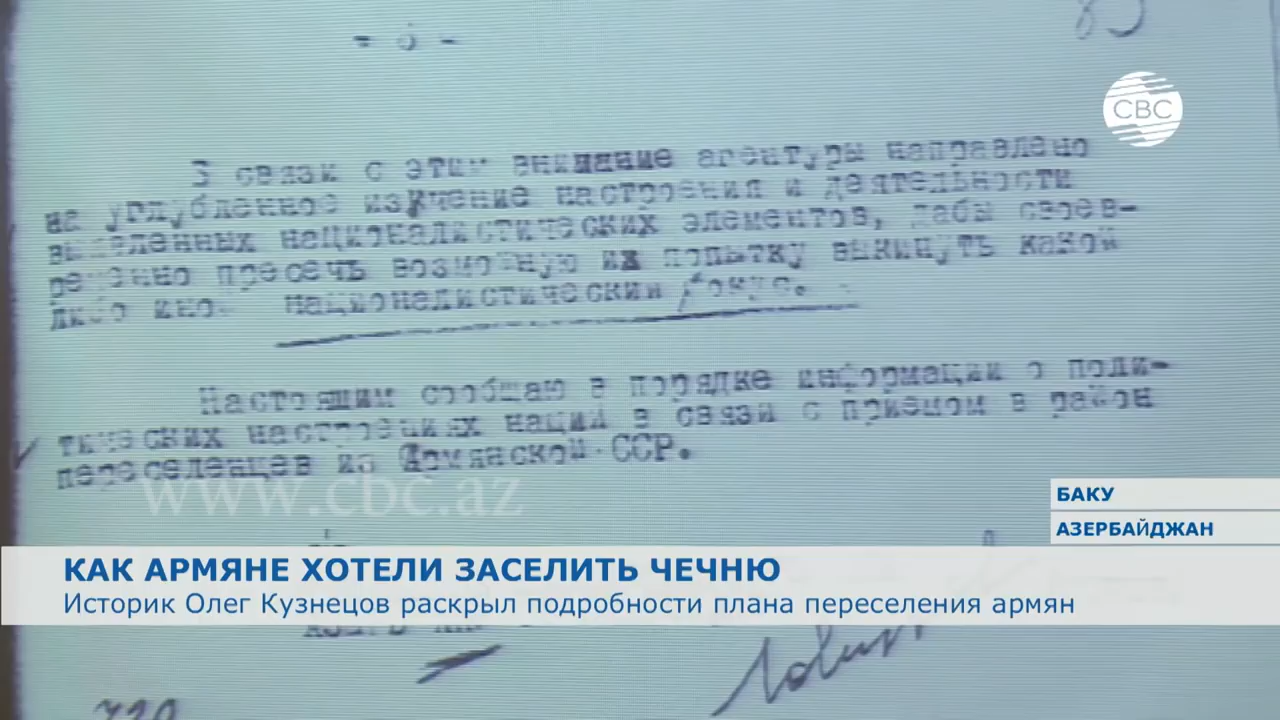 - 6 -
CBC
В связи с этим внимание агентуры направлено
на углубленное изучение настроения и деятельности
выявленных националистических элементов, дабы своев-
ременно пресечь возможную их попытку выкинуть какой
либо иной националистический фокус.
Настоящим сообщаю в порядке информации о поли-
тических настроениях наций в связи с приемом в район
переселенцев из Армянской ССР.
www.cbc.az
БАКУ
АЗЕРБАЙДЖАН
КАК АРМЯНЕ ХОТЕЛИ ЗАСЕЛИТЬ ЧЕЧНЮ
Историк Олег Кузнецов раскрыл подробности плана переселения армян